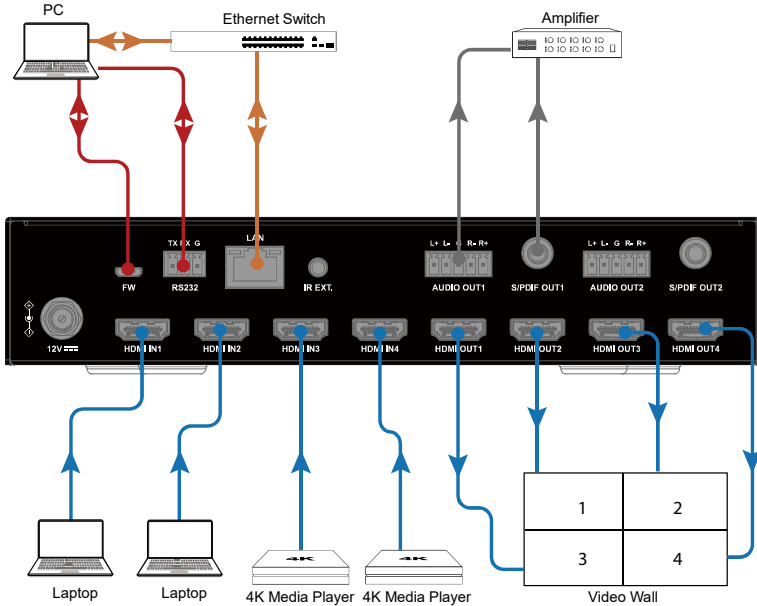 PC
Ethernet Switch
Amplifier
TX RX G
LAN
L+ L- G R- R+
L+ L- G R- R+
FW
RS232
IR EXT.
AUDIO OUT1
S/PDIF OUT1
AUDIO OUT2
S/PDIF OUT2
12V
HDMI IN1
HDMI IN2
HDMI IN3
HDMI IN4
HDMI OUT1
HDMI OUT2
HDMI OUT3
HDMI OUT4
1
2
3
4
4K
4K
Laptop
Laptop
4K Media Player
4K Media Player
Video Wall